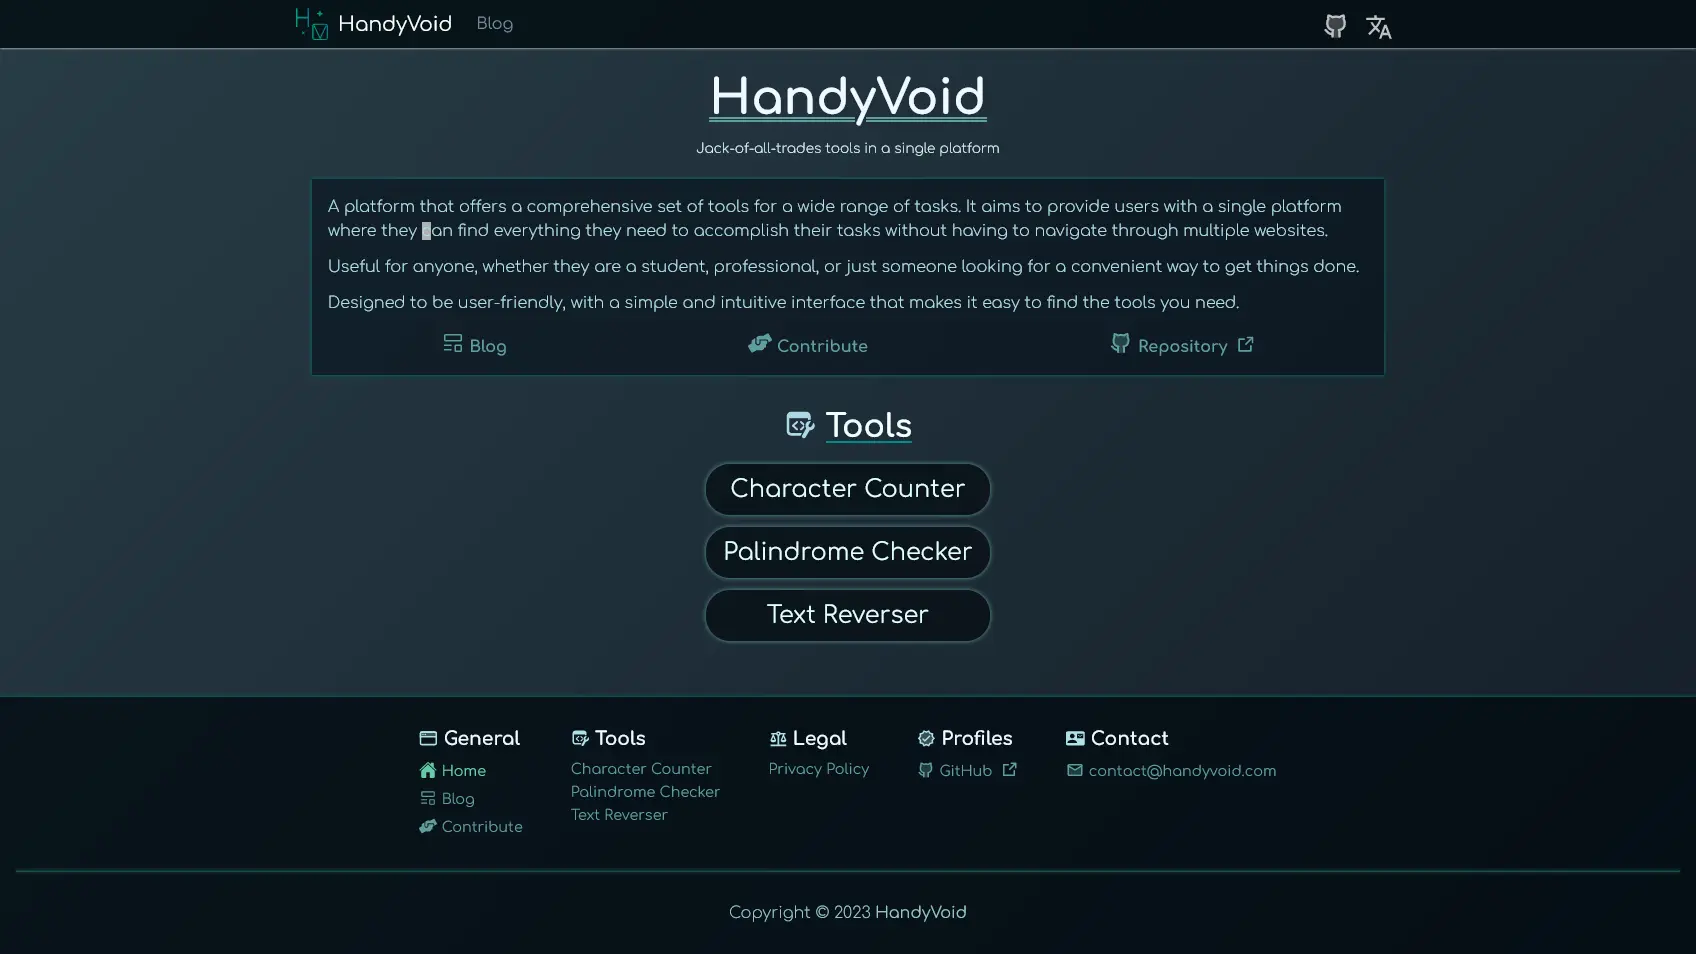 HandyVoid
Blog
HandyVoid
Jack-of-all-trades tools in a single platform
A platform that offers a comprehensive set of tools for a wide range of tasks. It aims to provide users with a single platform
where they can find everything they need to accomplish their tasks without having to navigate through multiple websites.
Useful for anyone, whether they are a student, professional, or just someone looking for a convenient way to get things done.
Designed to be user-friendly, with a simple and intuitive interface that makes it easy to find the tools you need.
Blog
Contribute
Repository
Tools
Character Counter
Palindrome Checker
Text Reverser
General
Home
Blog
Contribute
Tools
Character Counter
Palindrome Checker
Text Reverser
Legal
Privacy Policy
Profiles
GitHub
Contact
contact@handyvoid.com
Copyright © 2023 HandyVoid